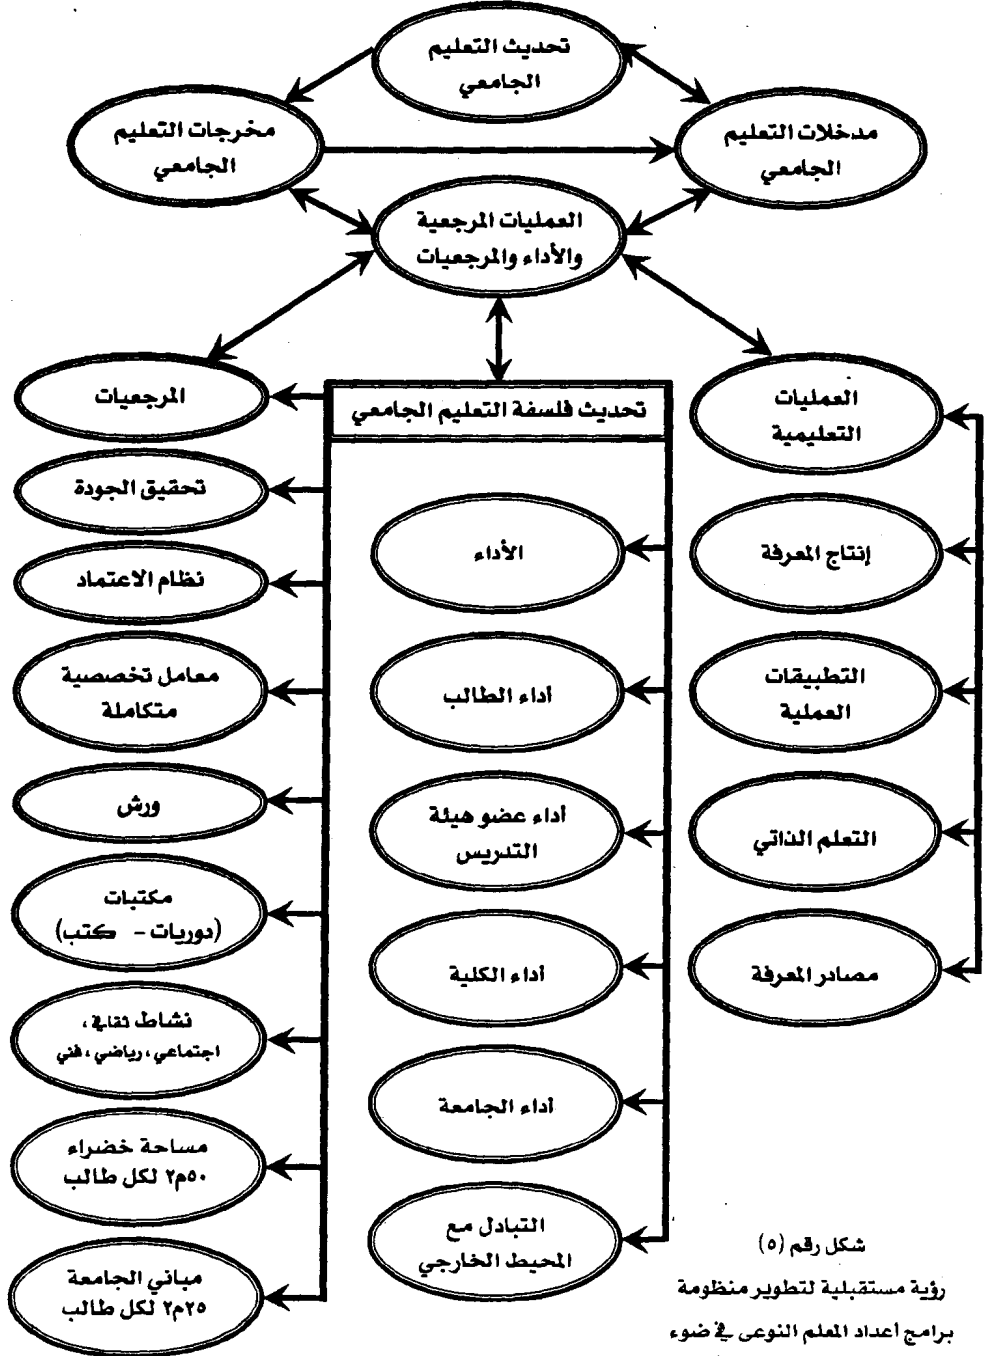 تحديث التعليم
الجامعي
مدخلات التعليم
الجامعي
مخرجات التعليم
الجامعي
العمليات المرجعية
والأداء والمرجعيات
العمليات
التعليمية
إنتاج المعرفة
التطبيقات
العملية
التعلم الذاتي
مصادر المعرفة
تحديث فلسفة التعليم الجامعي
الأداء
أداء الطالب
أداء عضو هيئة
التدريس
أداء الكلية
أداء الجامعة
التبادل مع
المحيط الخارجي
المرجعيات
تحقيق الجودة
نظام الاعتماد
معامل تخصصية
متكاملة
ورش
مكتبات
(دوريات - كتب)
نشاط ثقافي،
اجتماعي، رياضي، فني
مساحة خضراء
٥٠م٢ لكل طالب
مباني الجامعة
٢٥م٢ لكل طالب
شكل رقم (٥)
رؤية مستقبلية لتطوير منظومة
برامج أعداد المعلم النوعى في ضوء